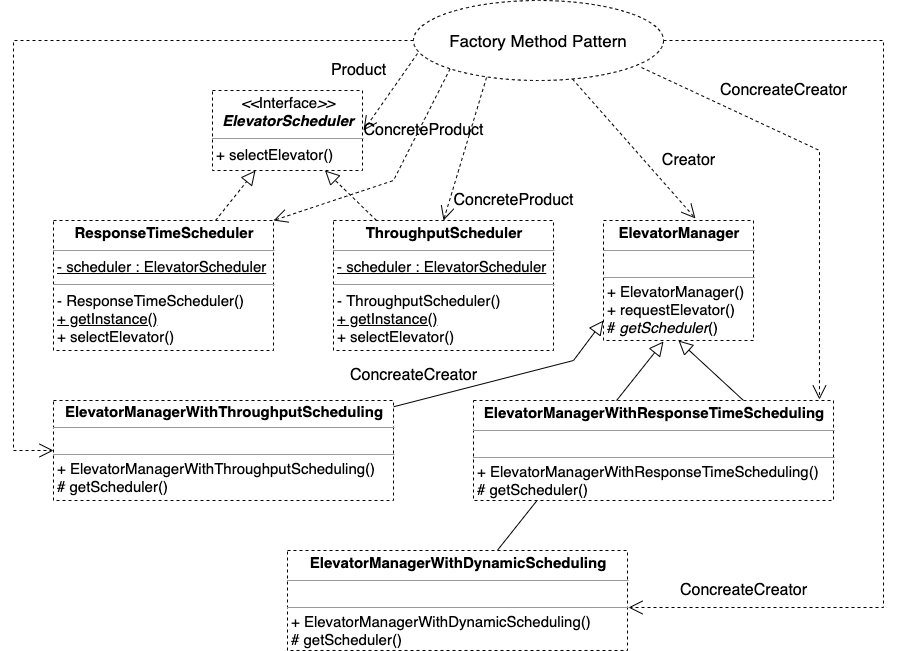 Factory Method Pattern
Product
ConcreateCreator
<<Interface>>
ElevatorScheduler
ConcreteProduct
+ selectElevator()
Creator
ConcreteProduct
ResponseTimeScheduler
- scheduler : ElevatorScheduler
- ResponseTimeScheduler()
+ getInstance()
+ selectElevator()
ThroughputScheduler
- scheduler : ElevatorScheduler
- ThroughputScheduler()
+ getInstance()
+ selectElevator()
ElevatorManager
+ ElevatorManager()
+ requestElevator()
# getScheduler()
ConcreateCreator
ElevatorManagerWithThroughputScheduling
+ ElevatorManagerWithThroughputScheduling()
# getScheduler()
ElevatorManagerWithResponseTimeScheduling
+ ElevatorManagerWithResponseTimeScheduling()
# getScheduler()
ElevatorManagerWithDynamicScheduling
+ ElevatorManagerWithDynamicScheduling()
# getScheduler()
ConcreateCreator